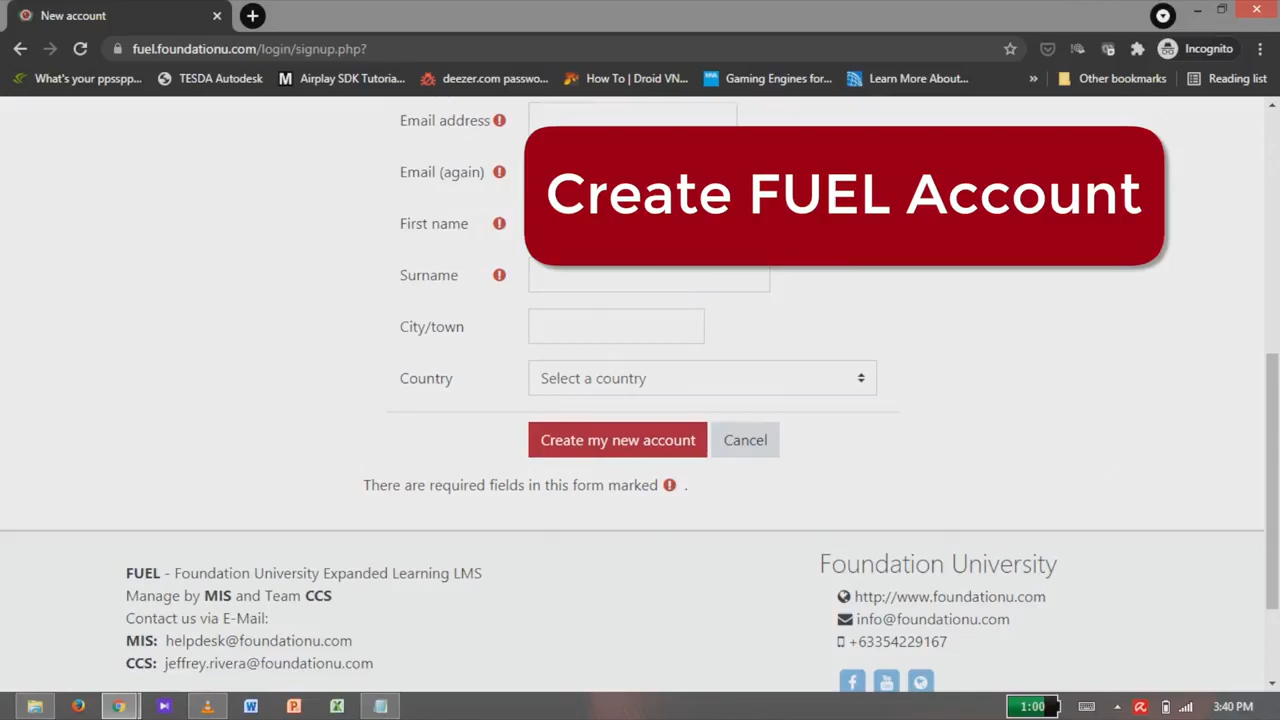 New account
fuel.foundationu.com/login/signup.php?
Incognito
What's your ppsspp...
TESDA Autodesk
Airplay SDK Tutoria...
deezer.com passwo...
How To | Droid VN...
Gaming Engines for...
Learn More About...
»
Other bookmarks
Reading list
Email address
Email (again)
First name
Surname
Create FUEL Account
City/town
Country
Select a country
Create my new account
Cancel
There are required fields in this form marked .
FUEL - Foundation University Expanded Learning LMS
Manage by MIS and Team CCS
Contact us via E-Mail:
MIS: helpdesk@foundationu.com
CCS: jeffrey.rivera@foundationu.com
Foundation University
http://www.foundationu.com
info@foundationu.com
+63354229167
1:00
3:40 PM